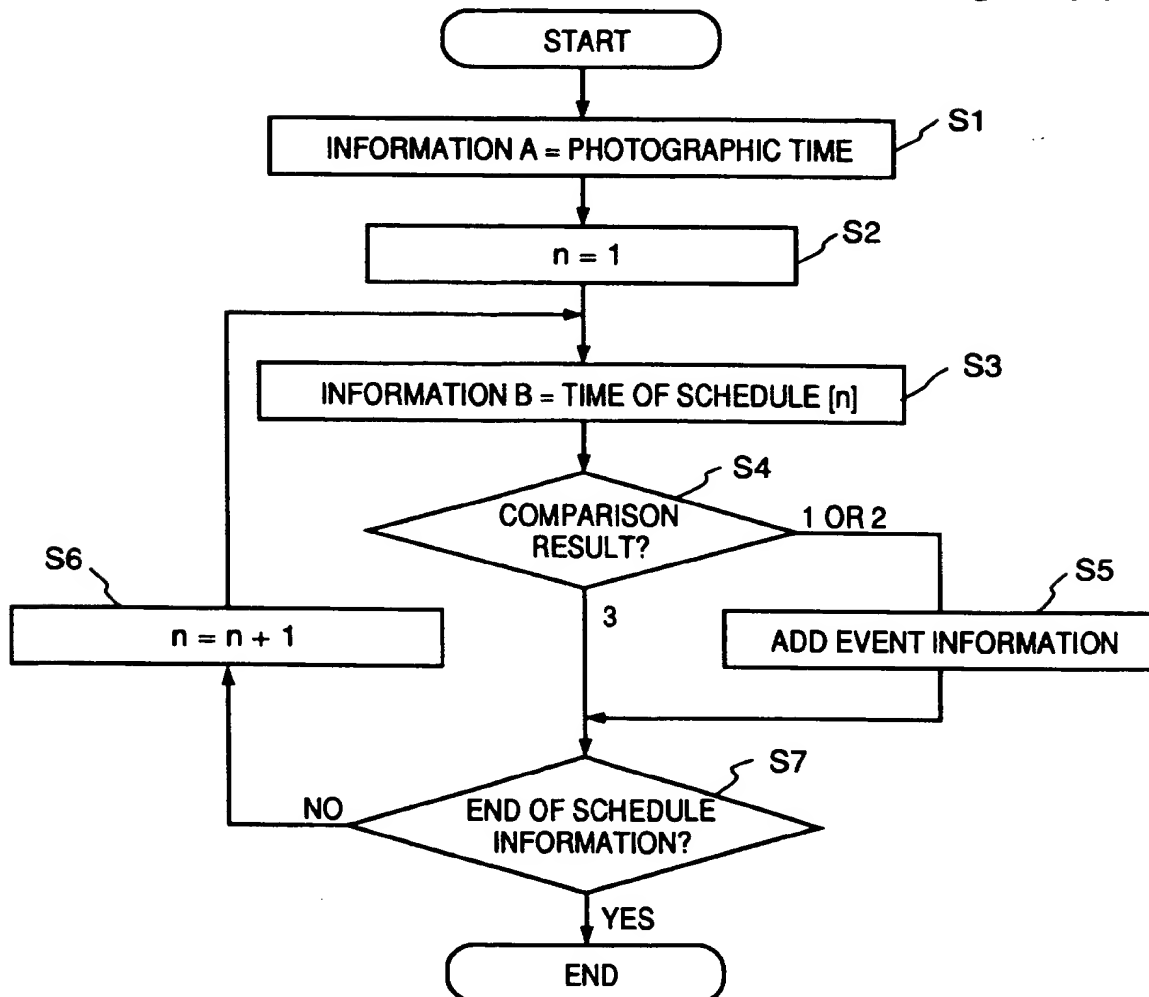 START
S1
INFORMATION A = PHOTOGRAPHIC TIME
S2
n = 1
S3
INFORMATION B = TIME OF SCHEDULE [n]
S4
COMPARISON
RESULT?
1 OR 2
S6
S5
3
n = n + 1
ADD EVENT INFORMATION
S7
NO
END OF SCHEDULE
INFORMATION?
YES
END